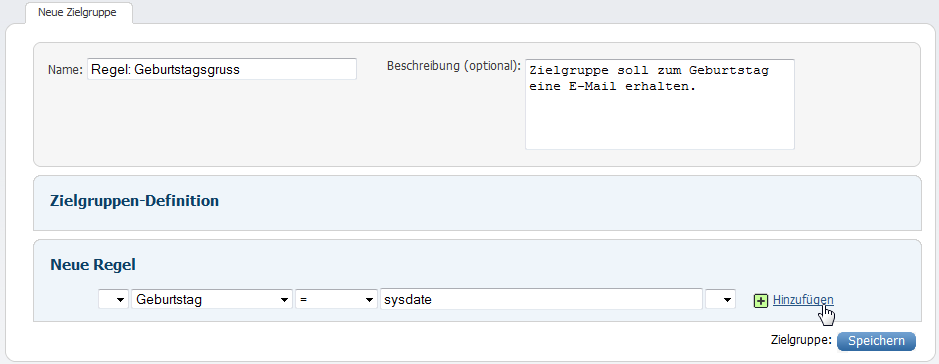 Neue Zielgruppe
Name: Regel: Geburtstagsgruss
Beschreibung (optional): Zielgruppe soll zum Geburtstag
eine E-Mail erhalten.
Zielgruppen-Definition
Neue Regel
Geburtstag = sysdate Hinzufügen
Zielgruppe: Speichern